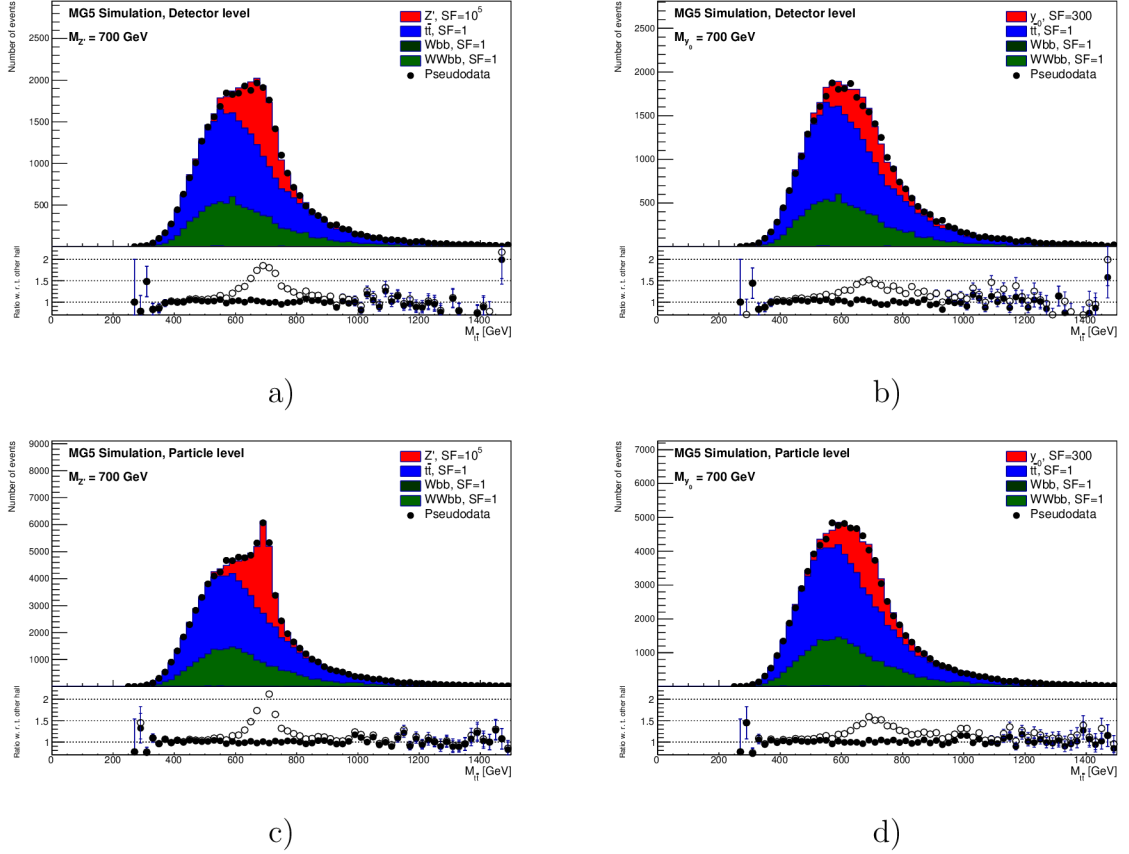 MG5 Simulation, Detector level
M_Z' = 700 GeV
Z', SF=10^5
tt̄, SF=1
Wbb, SF=1
WWbb, SF=1
Pseudodata
Number of events
2500
2000
1500
1000
500
Ratio w. r. t. other half
2
1.5
1
0 200 400 600 800 1000 1200 1400
M_tt̄ [GeV]
a)
MG5 Simulation, Detector level
M_y_0 = 700 GeV
y_0, SF=300
tt̄, SF=1
Wbb, SF=1
WWbb, SF=1
Pseudodata
Number of events
2500
2000
1500
1000
500
Ratio w. r. t. other half
2
1.5
1
0 200 400 600 800 1000 1200 1400
M_tt̄ [GeV]
b)
MG5 Simulation, Particle level
M_Z' = 700 GeV
Z', SF=10^5
tt̄, SF=1
Wbb, SF=1
WWbb, SF=1
Pseudodata
Number of events
9000
8000
7000
6000
5000
4000
3000
2000
1000
Ratio w. r. t. other half
2
1.5
1
0 200 400 600 800 1000 1200 1400
M_tt̄ [GeV]
c)
MG5 Simulation, Particle level
M_y_0 = 700 GeV
y_0, SF=300
tt̄, SF=1
Wbb, SF=1
WWbb, SF=1
Pseudodata
Number of events
7000
6000
5000
4000
3000
2000
1000
Ratio w. r. t. other half
2
1.5
1
0 200 400 600 800 1000 1200 1400
M_tt̄ [GeV]
d)